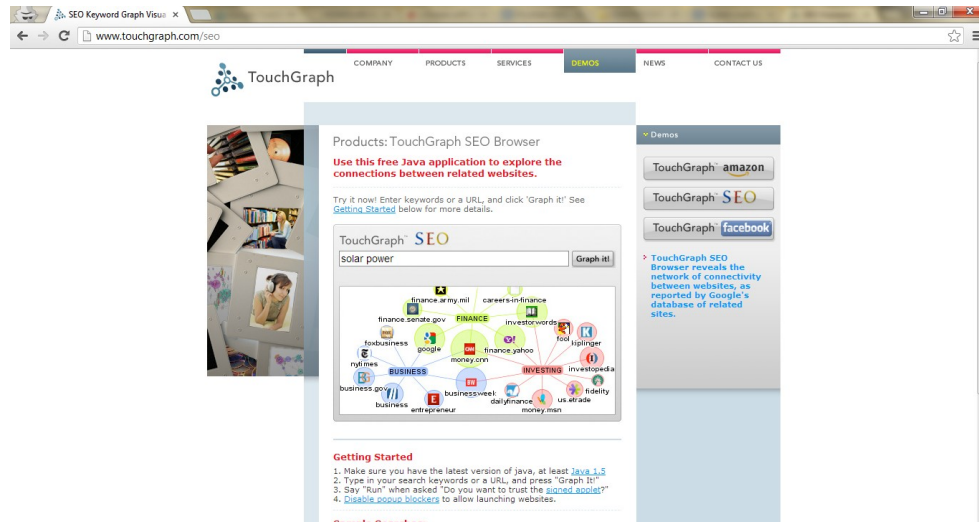 SEO Keyword Graph Visua
www.touchgraph.com/seo
TouchGraph
COMPANY PRODUCTS SERVICES DEMOS NEWS CONTACT US
Products: TouchGraph SEO Browser
Use this free Java application to explore the
connections between related websites.
Try it now! Enter keywords or a URL, and click 'Graph it!' See
Getting Started below for more details.
TouchGraph™ SEO
solar power
Graph it!
finance.army.mil careers-in-finance
finance.senate.gov FINANCE investorwords
foxbusiness google finance.yahoo fool kiplinger
nytimes money.cnn
BUSINESS INVESTING investopedia
business.gov businessweek fidelity
business dailyfinance us.etrade
entrepreneur money.msn
Getting Started
1. Make sure you have the latest version of java, at least Java 1.5
2. Type in your search keywords or a URL, and press "Graph It!"
3. Say "Run" when asked "Do you want to trust the signed applet?"
4. Disable popup blockers to allow launching websites.
Demos
TouchGraph™ amazon
TouchGraph™ SEO
TouchGraph™ facebook
TouchGraph SEO
Browser reveals the
network of connectivity
between websites, as
reported by Google's
database of related
sites.